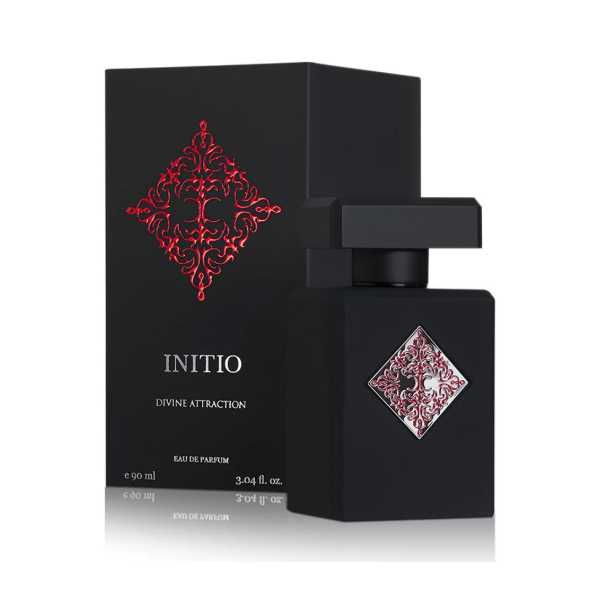 INITIO
DIVINE ATTRACTION
EAU DE PARFUM
e 90 ml 3.04 fl. oz.